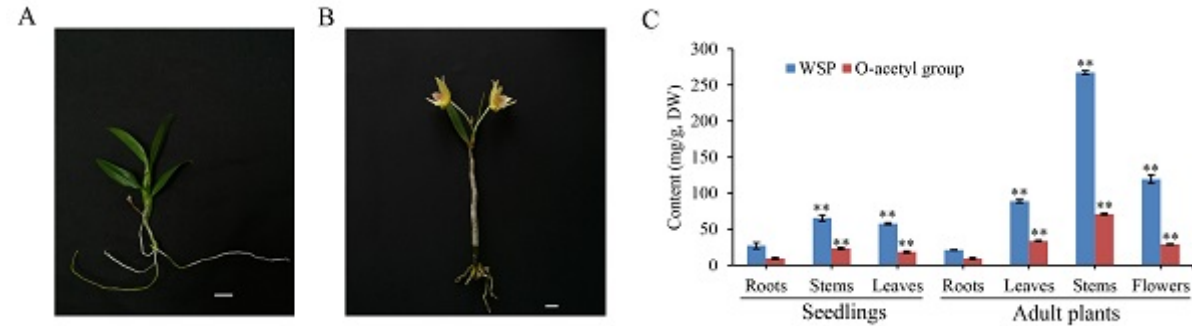 A
B
C
300
250
200
150
100
50
0
Content (mg/g, DW)
WSP O-acetyl group
** ** ** ** ** ** ** ** ** **
Roots Stems Leaves Roots Leaves Stems Flowers
Seedlings Adult plants